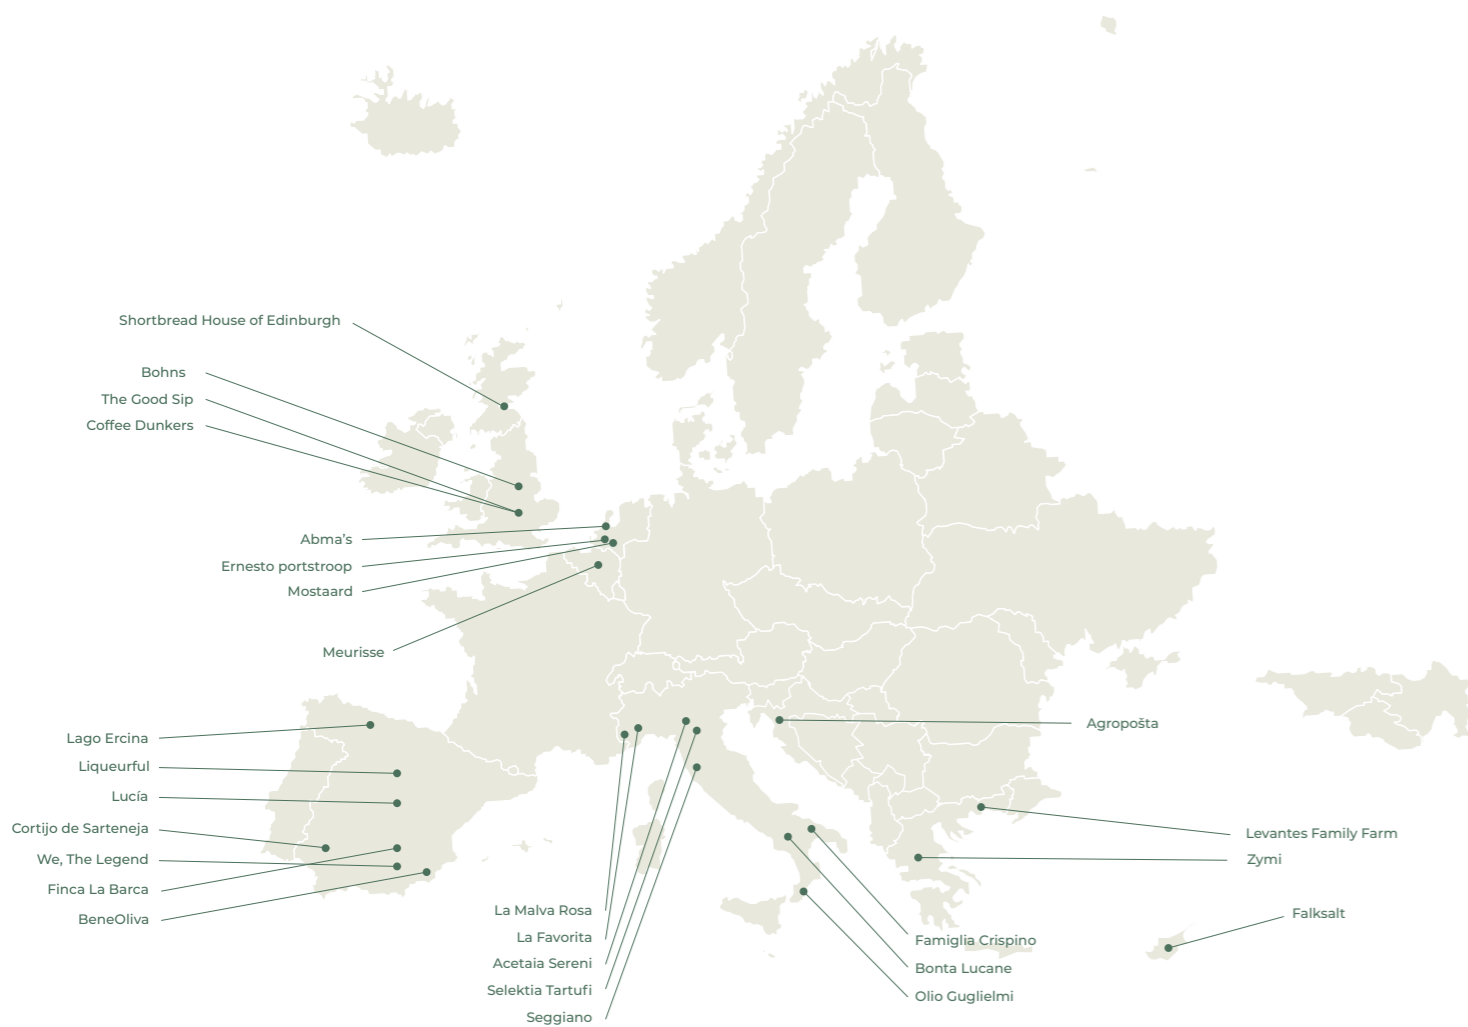 Shortbread House of Edinburgh
Bohns
The Good Sip
Coffee Dunkers
Abma’s
Ernesto portstroop
Mostaard
Meurisse
Lago Ercina
Liqueurful
Lucía
Cortijo de Sarteneja
We, The Legend
Finca La Barca
BeneOliva
La Malva Rosa
La Favorita
Acetaia Sereni
Selektia Tartufi
Seggiano
Agropošta
Levantes Family Farm
Zymi
Falksalt
Famiglia Crispino
Bonta Lucane
Olio Guglielmi